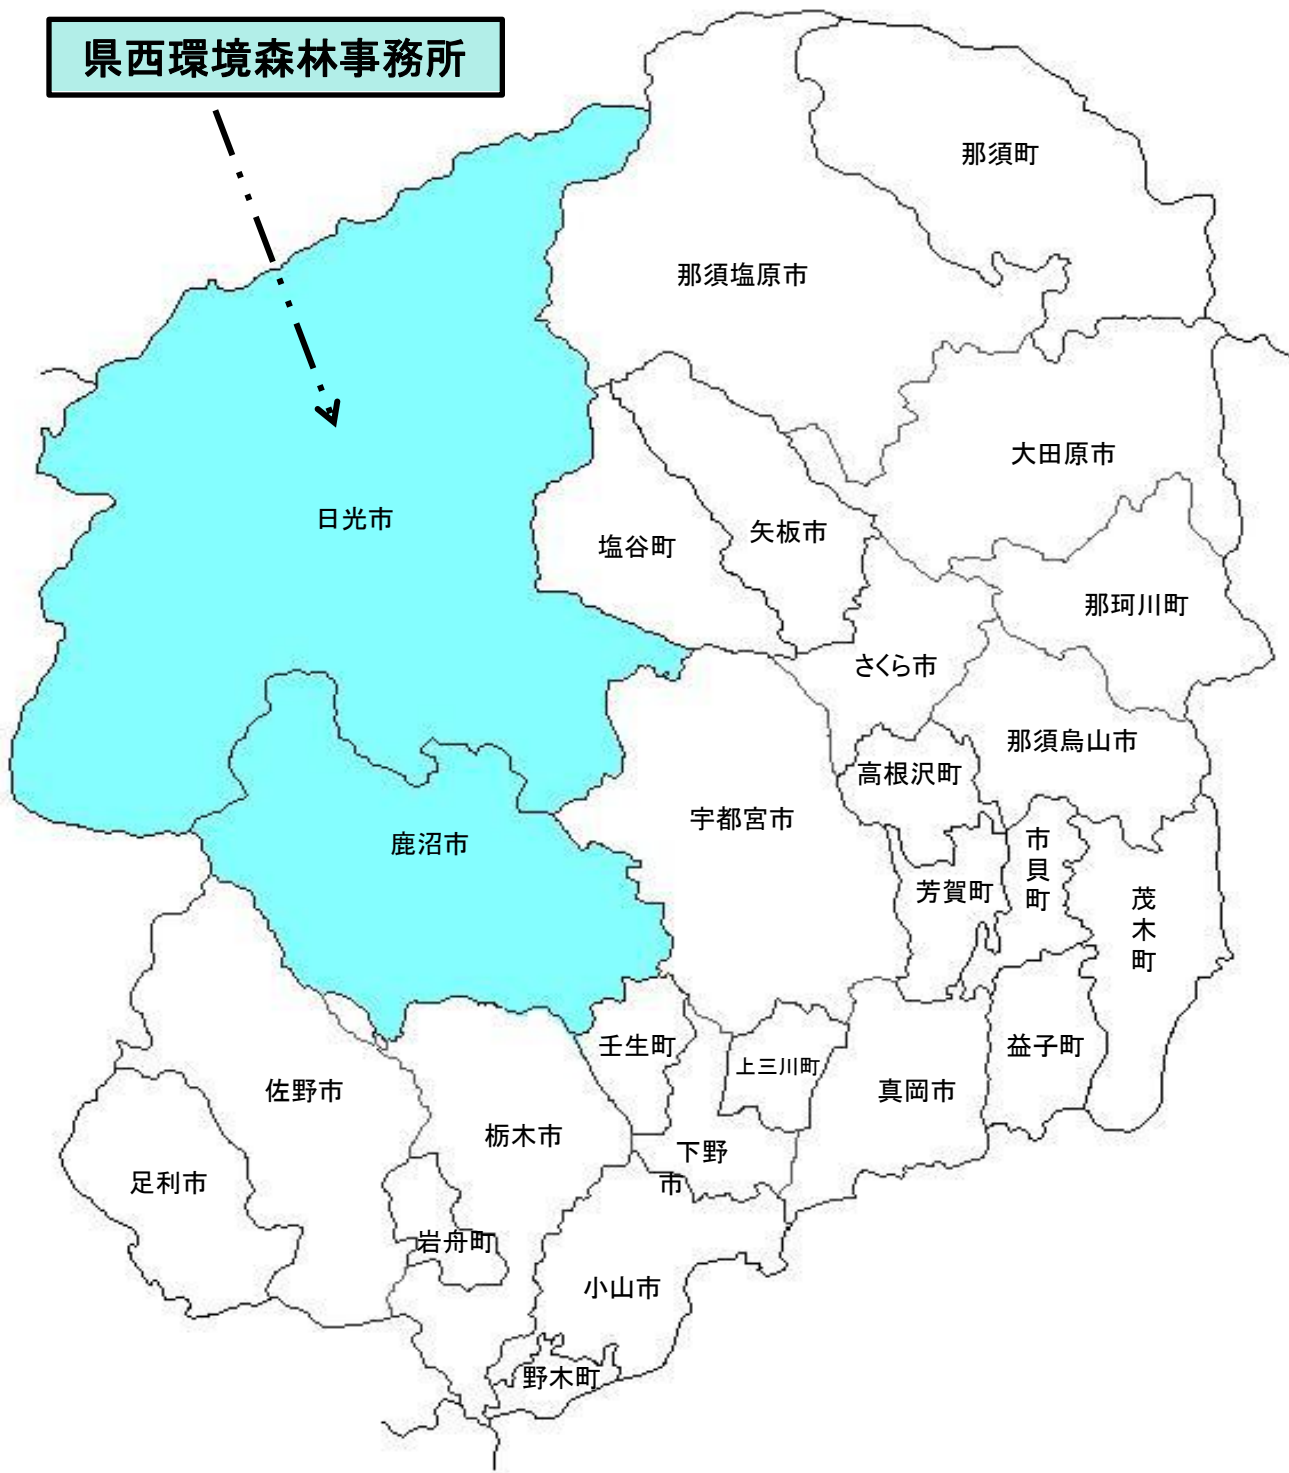 県西環境森林事務所
那須町
那須塩原市
大田原市
日光市
塩谷町
矢板市
那珂川町
さくら市
那須烏山市
高根沢町
宇都宮市
鹿沼市
市
貝
町
芳賀町
茂
木
町
壬生町
上三川町
益子町
佐野市
真岡市
栃木市
下野
市
足利市
岩舟町
小山市
野木町